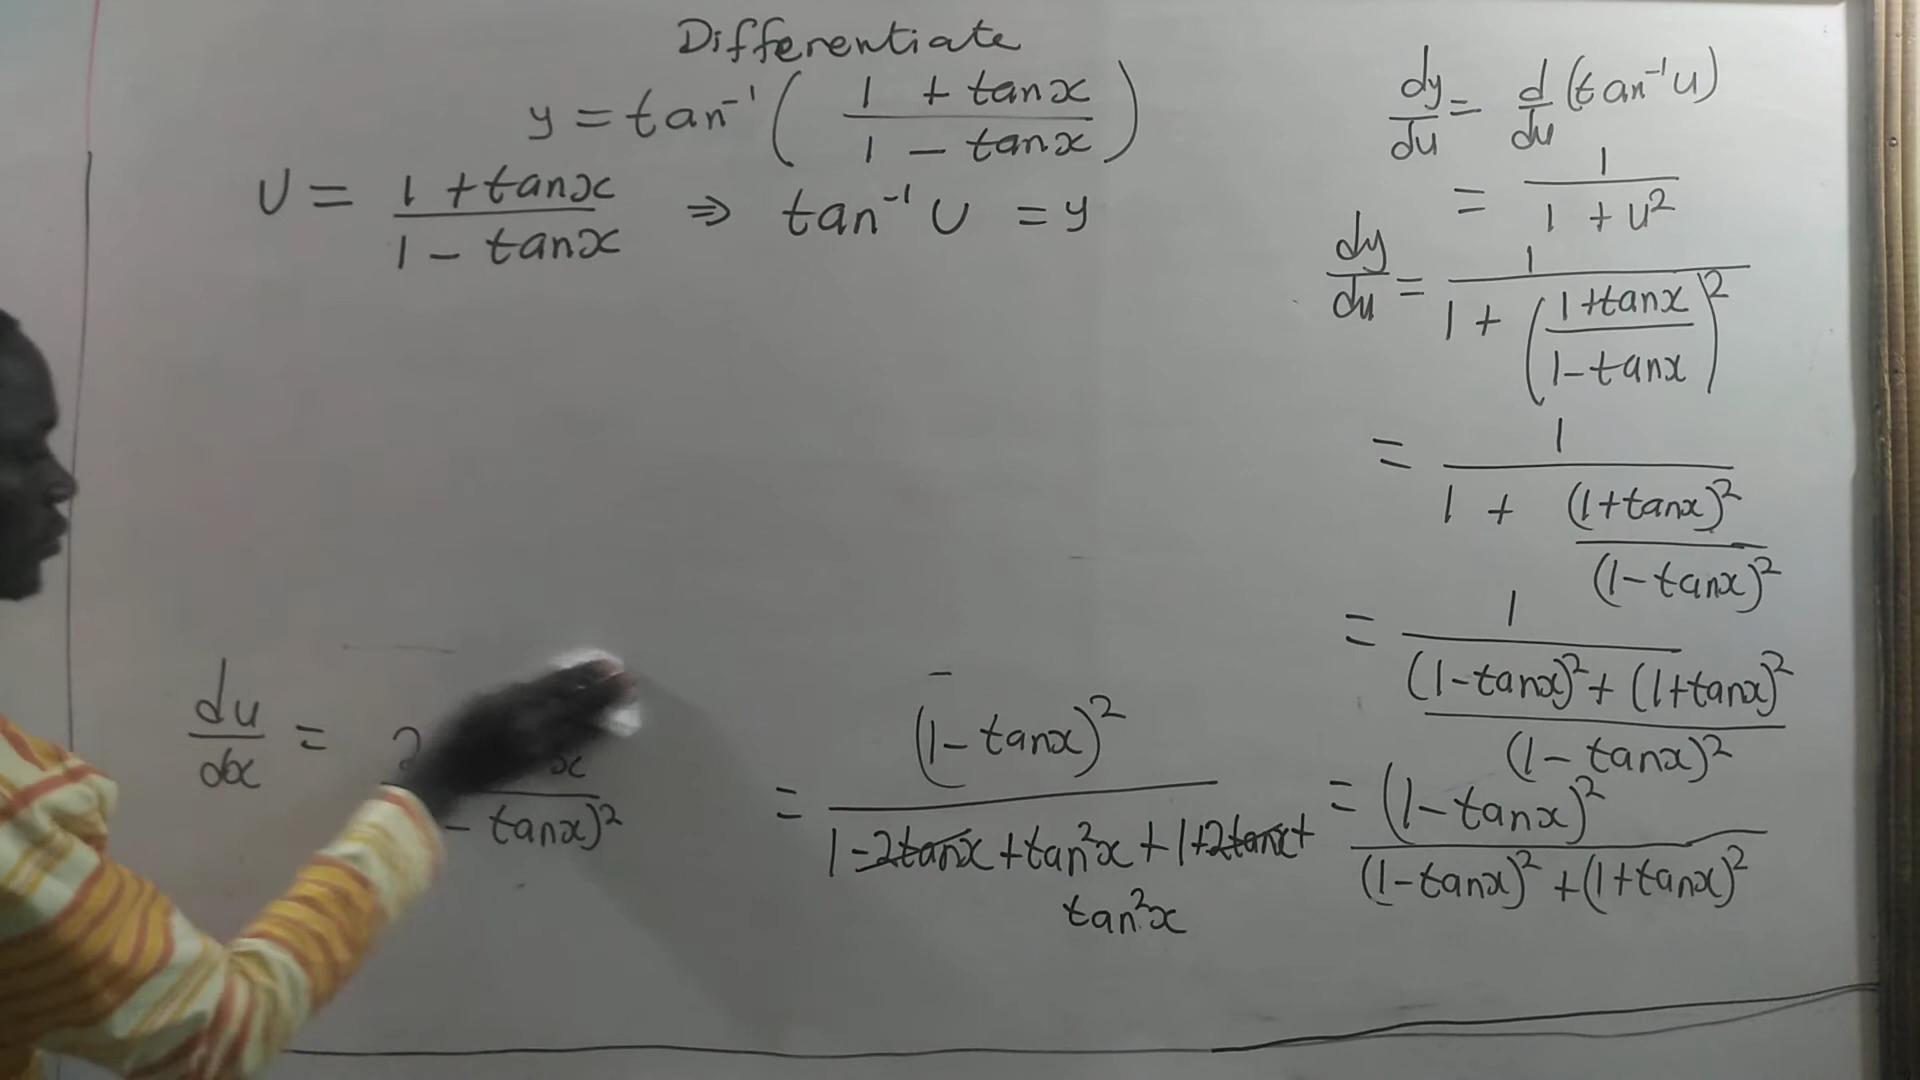 Differentiate
y = tan⁻¹ ( (1 + tanx) / (1 - tanx) )
U = (1 + tanx) / (1 - tanx) ⇒ tan⁻¹ U = y
du/dx = 2 x / - tanx)²
= (1 - tanx)² / 1 - 2tanx + tan²x + 1 + 2tanx + tan²x
dy/du = d/du (tan⁻¹ u)
= 1 / (1 + u²)
dy/du = 1 / 1 + ( (1 + tanx) / (1 - tanx) )²
= 1 / 1 + (1 + tanx)² / (1 - tanx)²
= 1 / (1 - tanx)² + (1 + tanx)² / (1 - tanx)²
= (1 - tanx)² / (1 - tanx)² + (1 + tanx)²